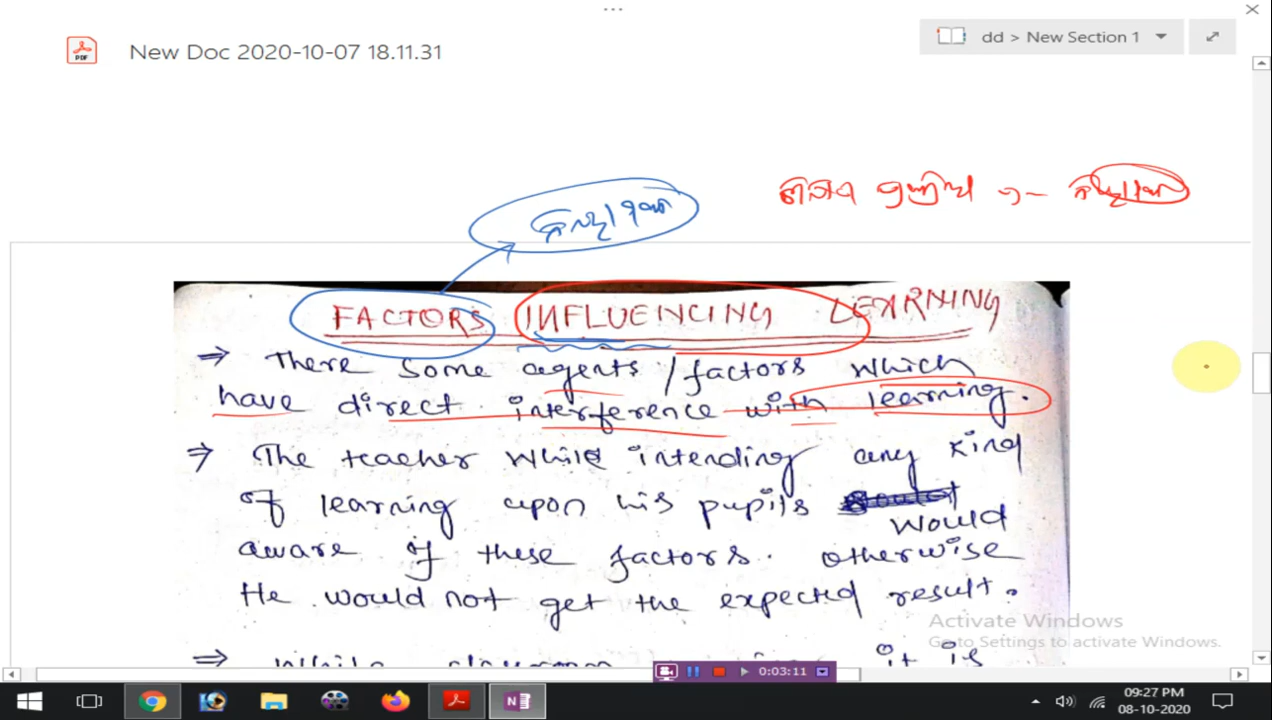 New Doc 2020-10-07 18.11.31
dd > New Section 1
FACTORS INFLUENCING LEARNING
⇒ There some agents / factors which
have direct interference with learning.
⇒ The teacher while intending any kind
of learning upon his pupils
would
aware of these factors. otherwise
He would not get the expected result.
Activate Windows
Go to Settings to activate Windows.
⇒ it is
0:03:11
09:27 PM
08-10-2020